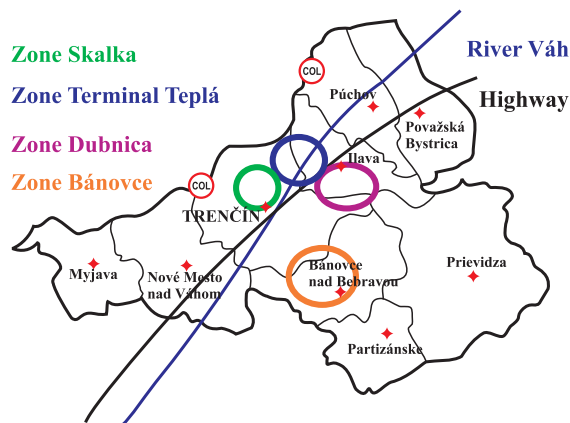 Zone Skalka
Zone Terminal Teplá
Zone Dubnica
Zone Bánovce
River Váh
Highway
COL
Púchov
Považská
Bystrica
Ilava
COL
TRENČÍN
Myjava
Nové Mesto
nad Váhom
Bánovce
nad Bebravou
Prievidza
Partizánske